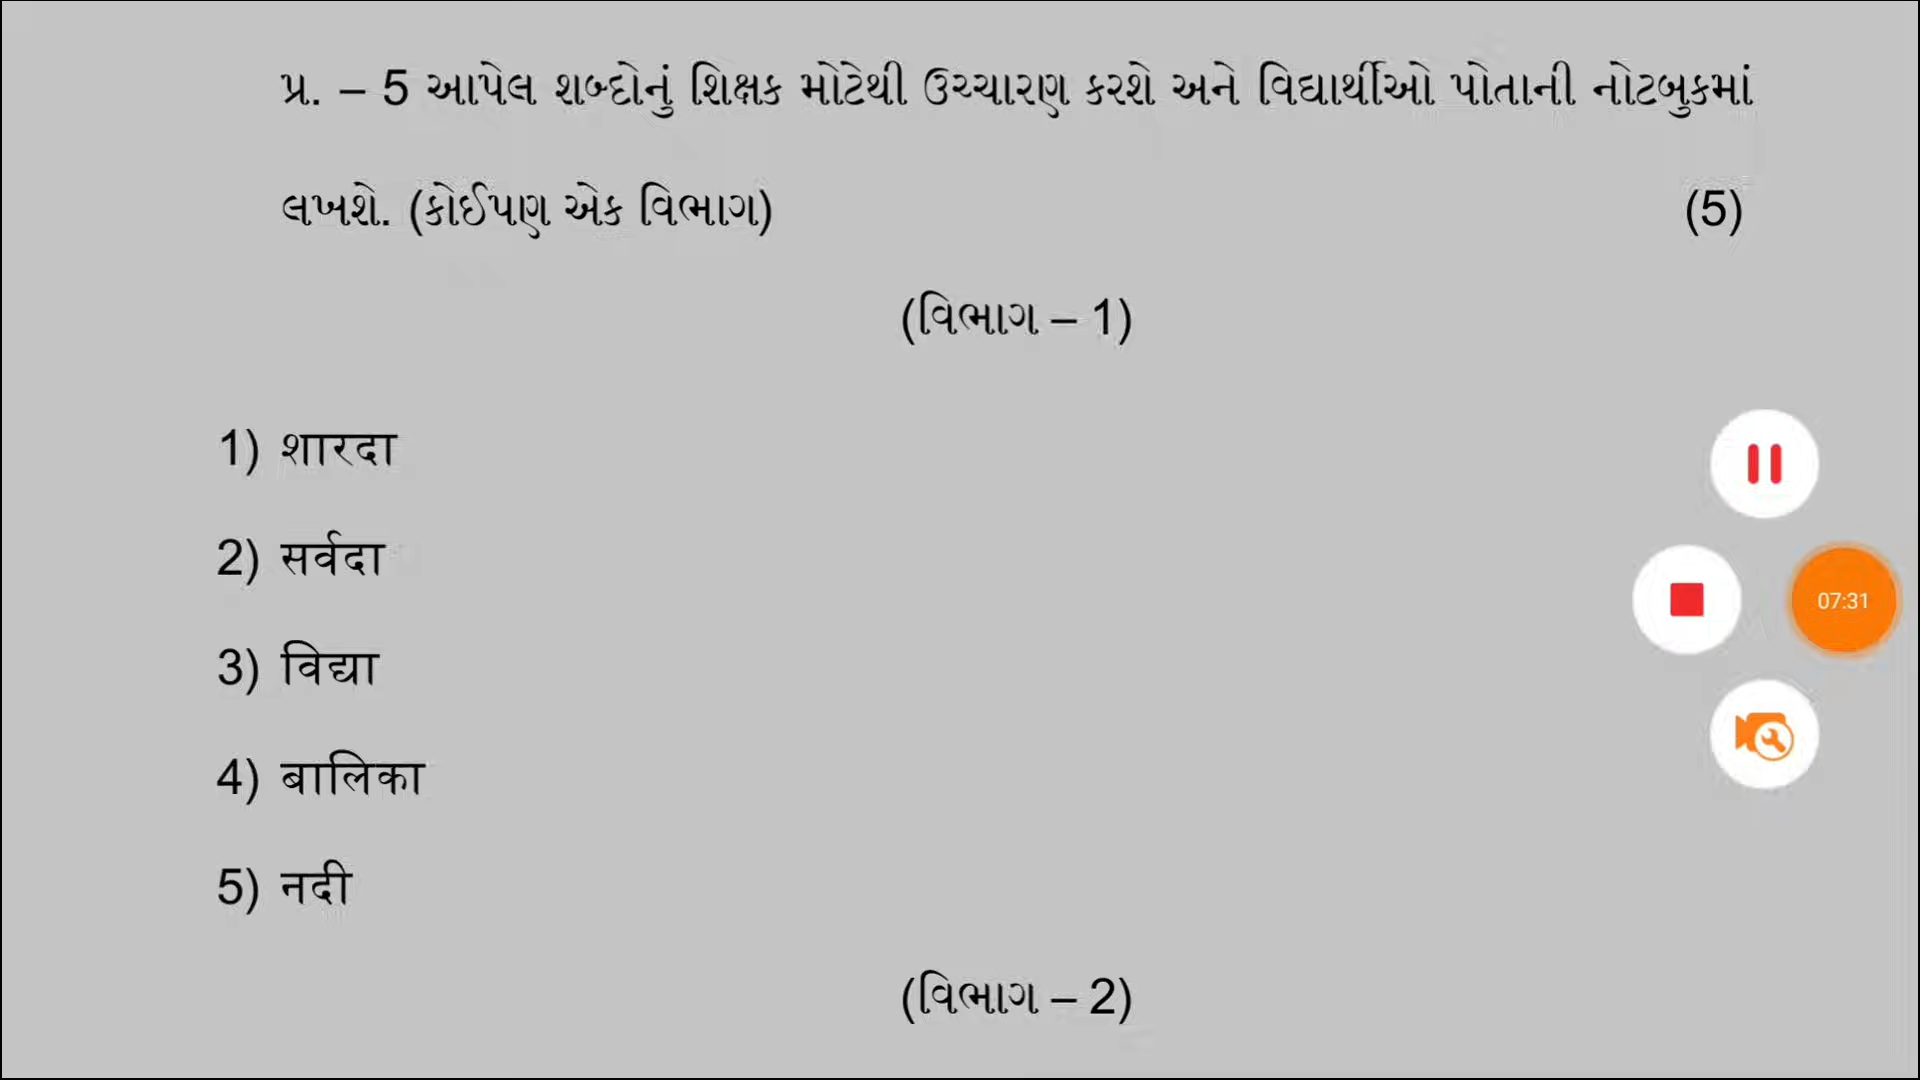 પ્ર. – 5 આપેલ શબ્દોનું શિક્ષક મોટેથી ઉચ્ચારણ કરશે અને વિદ્યાર્થીઓ પોતાની નોટબુકમાં
લખશે. (કોઈપણ એક વિભાગ) (5)
(વિભાગ – 1)
1) शारदा
2) सर्वदा
3) विद्या
4) बालिका
5) नदी
07:31
(વિભાગ – 2)